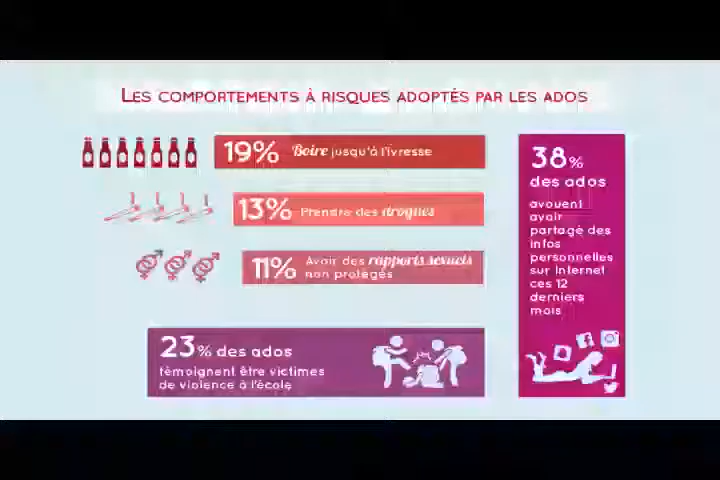 LES COMPORTEMENTS À RISQUES ADOPTÉS PAR LES ADOS
19% Boire jusqu'à l'ivresse
13% Prendre des drogues
11% Avoir des rapports sexuels
non protégés
23% des ados
témoignent être victimes
de violence à l'école
38%
des ados
avouent
avoir
partagé des
infos
personnelles
sur Internet
ces 12
derniers
mois